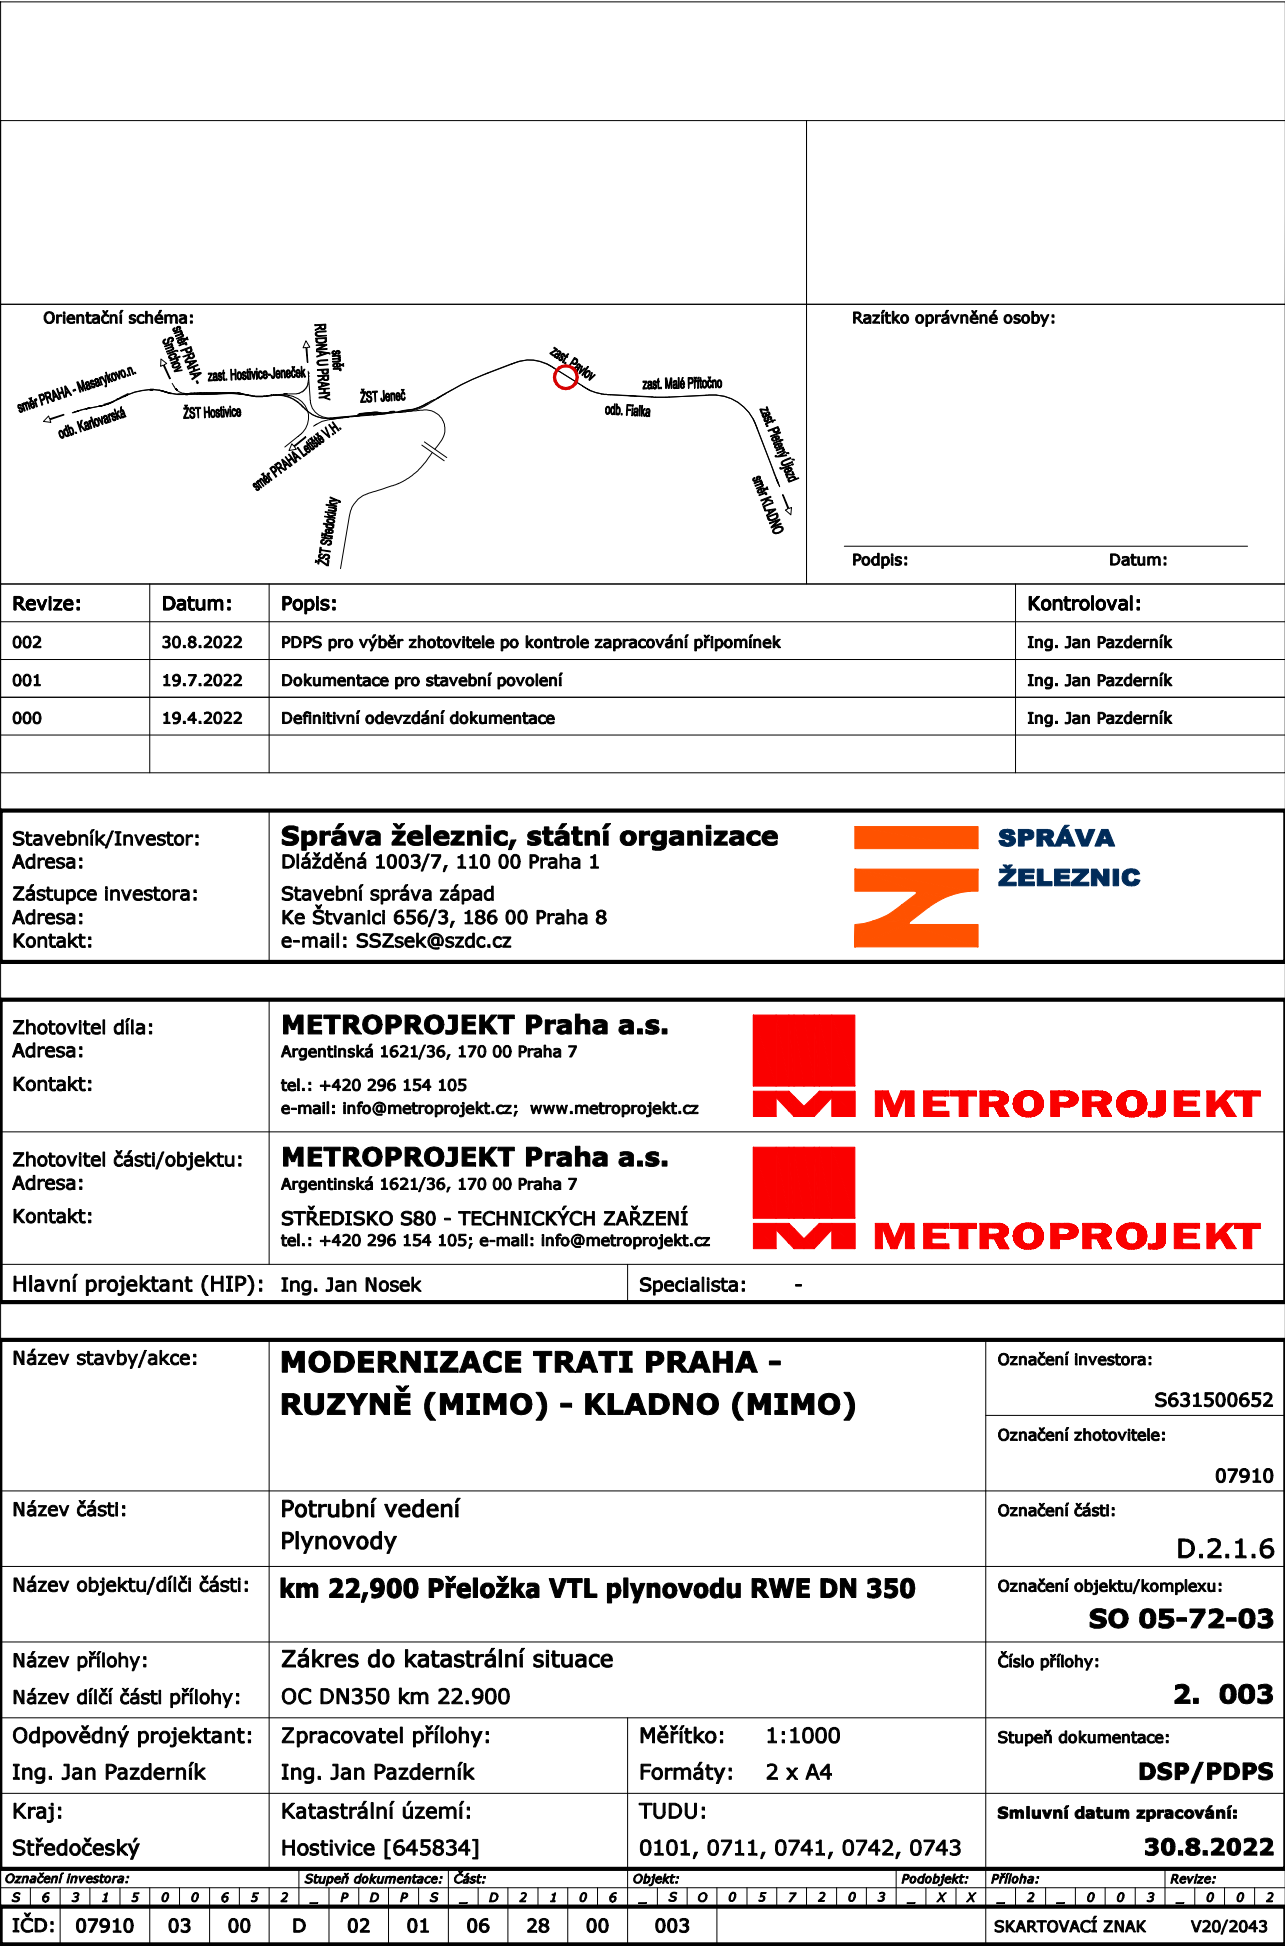 Orientační schéma:
směr PRAHA - Masarykovo.n.
odb. Karlovarská
směr PRAHA -
Smíchov
zast. Hostivice-Jeneček
ŽST Hostivice
směr
RUDNÁ U PRAHY
směr PRAHA Letiště V.H.
ŽST Jeneč
ŽST Středokluky
zast. Pavlov
odb. Fialka
zast. Malé Přítočno
zast. Pletený Újezd
směr KLADNO
Razítko oprávněné osoby:
Podpis: Datum:
Revize: Datum: Popis: Kontroloval:
002 30.8.2022 PDPS pro výběr zhotovitele po kontrole zapracování připomínek Ing. Jan Pazderník
001 19.7.2022 Dokumentace pro stavební povolení Ing. Jan Pazderník
000 19.4.2022 Definitivní odevzdání dokumentace Ing. Jan Pazderník
Stavebník/Investor: Správa železnic, státní organizace
Adresa: Dlážděná 1003/7, 110 00 Praha 1
Zástupce investora: Stavební správa západ
Adresa: Ke Štvanici 656/3, 186 00 Praha 8
Kontakt: e-mail: SSZsek@szdc.cz
SPRÁVA
ŽELEZNIC
Zhotovitel díla: METROPROJEKT Praha a.s.
Adresa: Argentinská 1621/36, 170 00 Praha 7
Kontakt: tel.: +420 296 154 105
e-mail: info@metroprojekt.cz; www.metroprojekt.cz
METROPROJEKT
Zhotovitel části/objektu: METROPROJEKT Praha a.s.
Adresa: Argentinská 1621/36, 170 00 Praha 7
Kontakt: STŘEDISKO S80 - TECHNICKÝCH ZAŘZENÍ
tel.: +420 296 154 105; e-mail: info@metroprojekt.cz
METROPROJEKT
Hlavní projektant (HIP): Ing. Jan Nosek Specialista: -
Název stavby/akce: MODERNIZACE TRATI PRAHA -
RUZYNĚ (MIMO) - KLADNO (MIMO)
Označení investora:
S631500652
Označení zhotovitele:
07910
Název části: Potrubní vedení
Plynovody
Označení části:
D.2.1.6
Název objektu/dílčí části: km 22,900 Přeložka VTL plynovodu RWE DN 350
Označení objektu/komplexu:
SO 05-72-03
Název přílohy: Zákres do katastrální situace
Název dílčí části přílohy: OC DN350 km 22.900
Číslo přílohy:
2. 003
Odpovědný projektant: Zpracovatel přílohy: Měřítko: 1:1000 Stupeň dokumentace:
Ing. Jan Pazderník Ing. Jan Pazderník Formáty: 2 x A4 DSP/PDPS
Kraj: Katastrální území: TUDU: Smluvní datum zpracování:
Středočeský Hostivice [645834] 0101, 0711, 0741, 0742, 0743 30.8.2022
Označení investora: Stupeň dokumentace: Část: Objekt: Podobjekt: Příloha: Revize:
S 6 3 1 5 0 0 6 5 2 _ P D P S _ D 2 1 0 6 _ S O 0 5 7 2 0 3 _ X X _ 2 _ 0 0 3 _ 0 0 2
IČD: 07910 03 00 D 02 01 06 28 00 003 SKARTOVACÍ ZNAK V20/2043